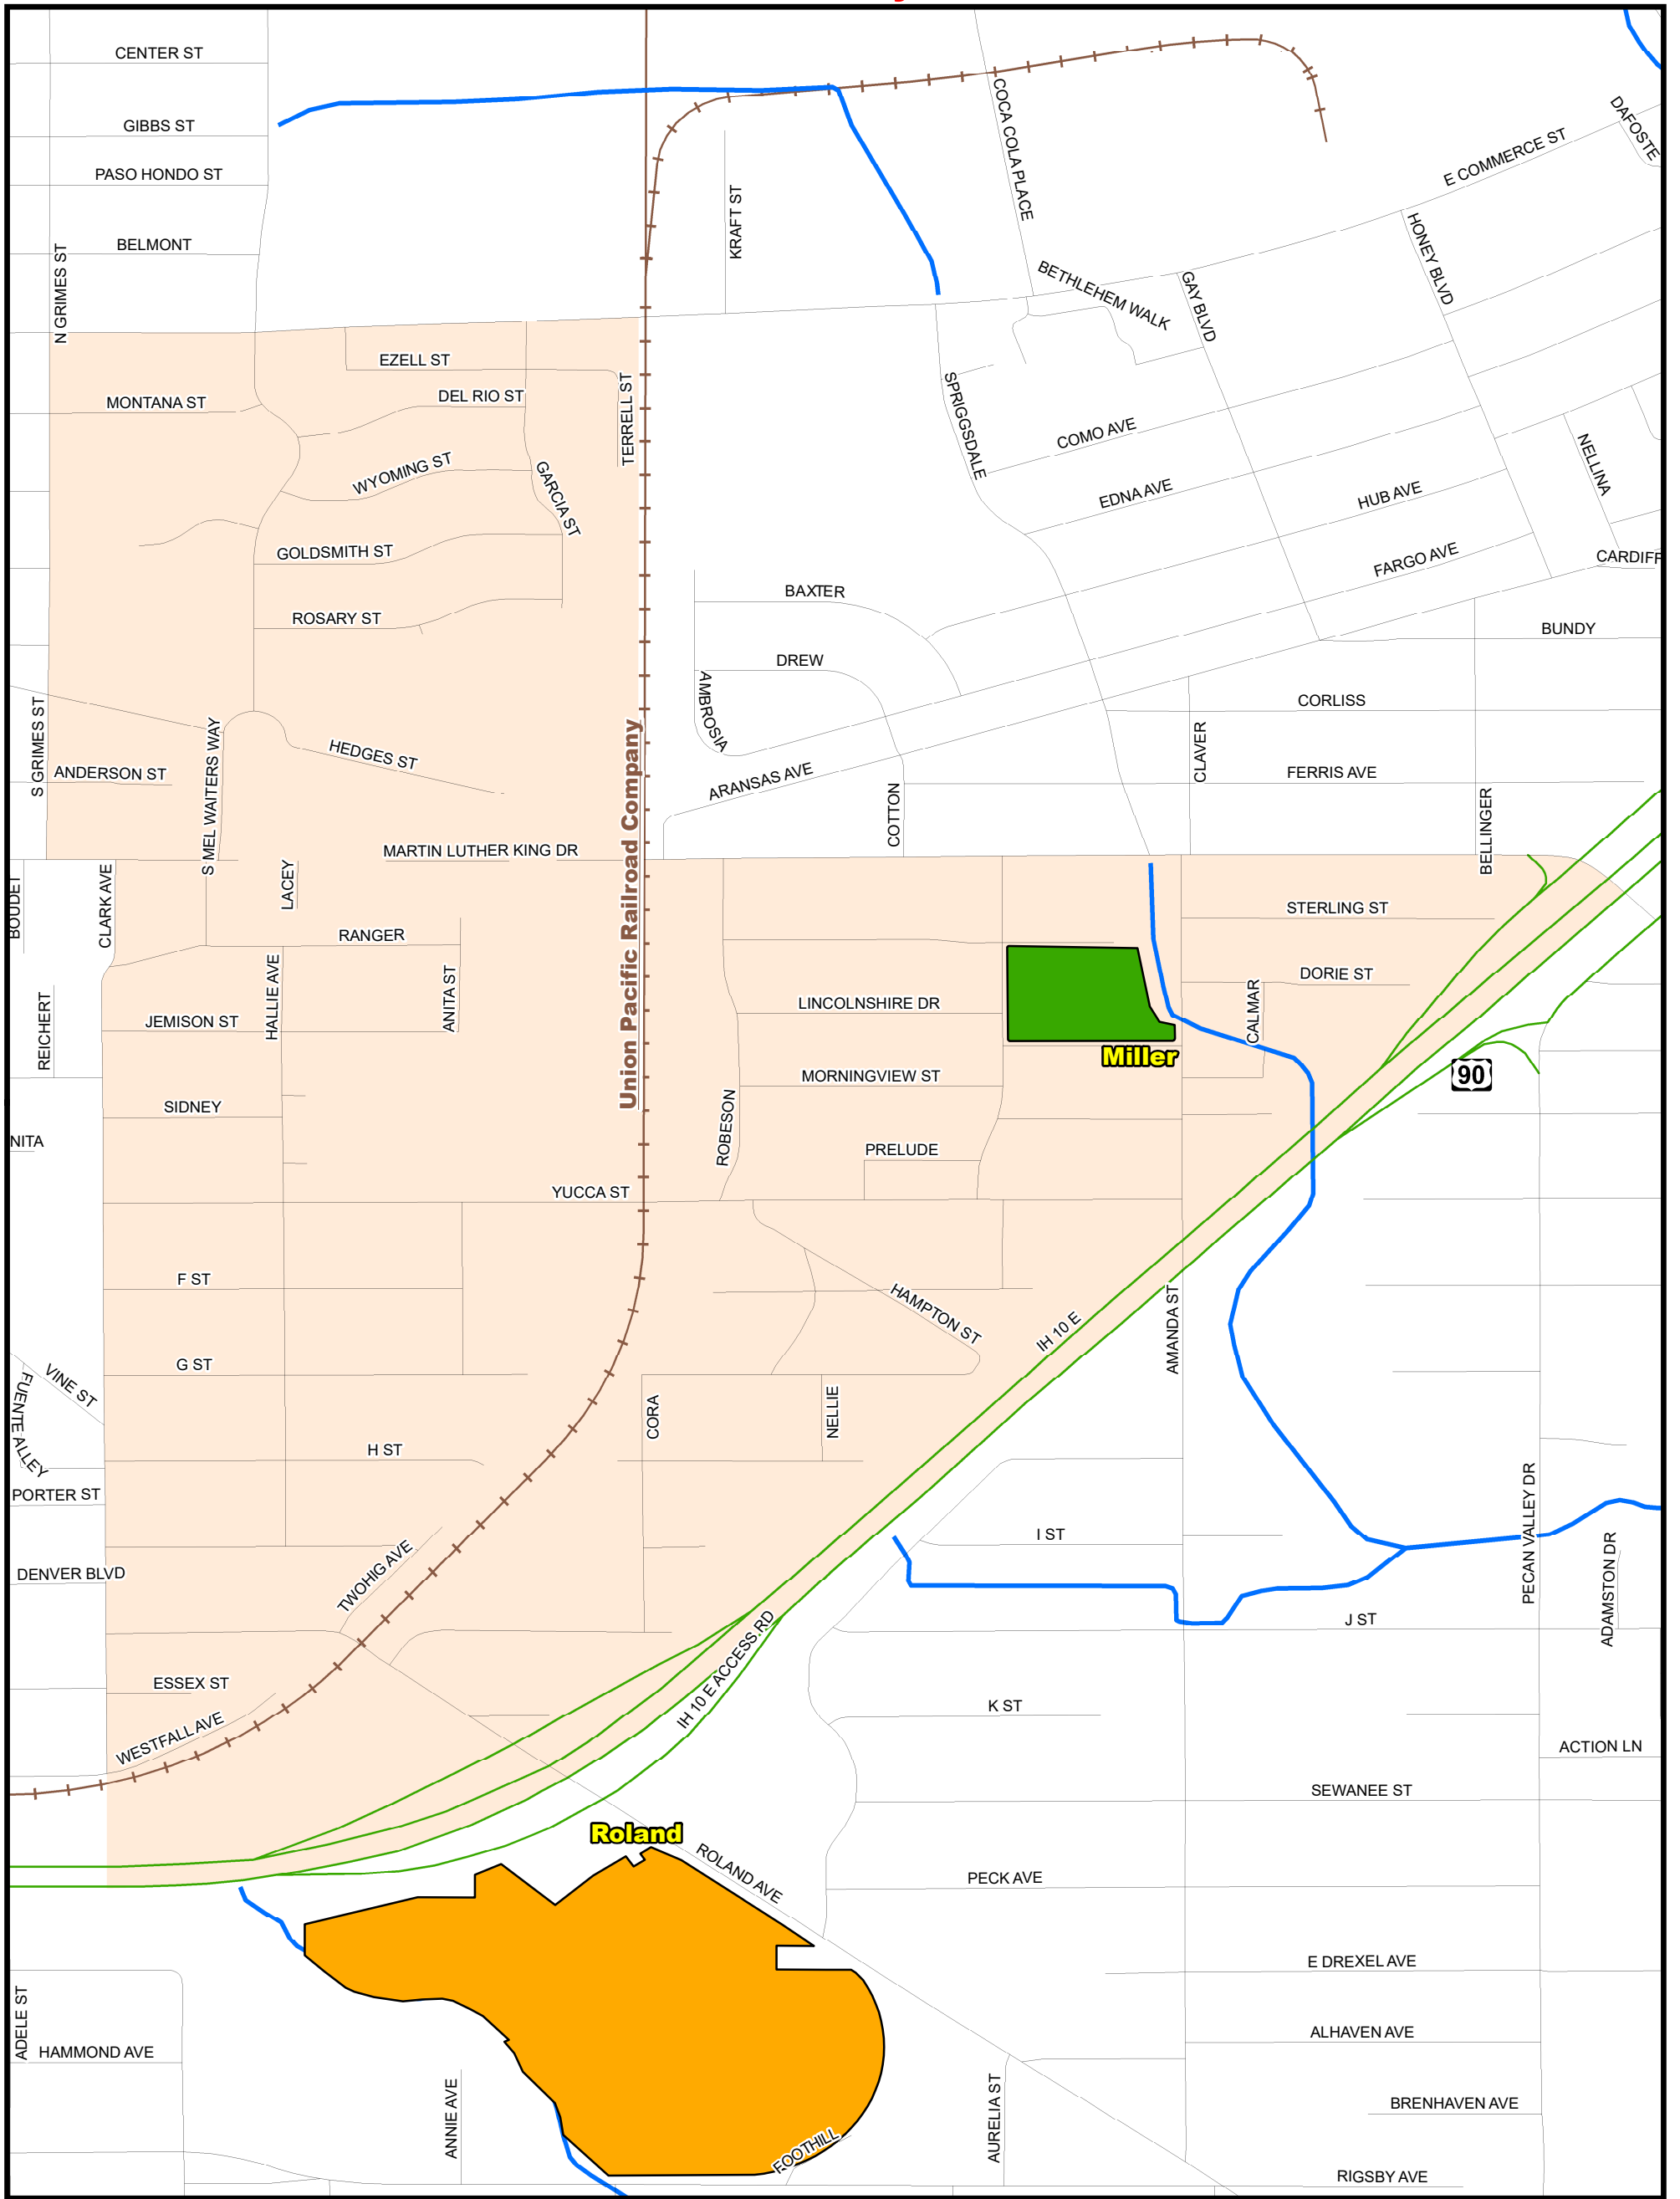 CENTER ST
GIBBS ST
PASO HONDO ST
BELMONT
N GRIMES ST
KRAFT ST
COCA COLA PLACE
E COMMERCE ST
DAFOSTE
HONEY BLVD
BETHLEHEM WALK
GAY BLVD
EZELL ST
MONTANA ST
DEL RIO ST
TERRELL ST
SPRIGGSDALE
COMO AVE
WYOMING ST
GARCIA ST
EDNA AVE
HUB AVE
NELLINA
GOLDSMITH ST
FARGO AVE
CARDIFF
BAXTER
ROSARY ST
BUNDY
DREW
AMBROSIA
CORLISS
S GRIMES ST
S MEL WAITERS WAY
HEDGES ST
ANDERSON ST
ARANSAS AVE
CLAVER
FERRIS AVE
COTTON
BELLINGER
MARTIN LUTHER KING DR
Union Pacific Railroad Company
BOUDET
CLARK AVE
LACEY
STERLING ST
RANGER
DORIE ST
REICHERT
HALLIE AVE
ANITA ST
LINCOLNSHIRE DR
CALMAR
JEMISON ST
Miller
90
MORNINGVIEW ST
SIDNEY
ROBESON
NITA
PRELUDE
YUCCA ST
F ST
HAMPTON ST
IH 10 E
AMANDA ST
G ST
VINE ST
FUENTE ALLEY
CORA
NELLIE
H ST
PORTER ST
PECAN VALLEY DR
I ST
ADAMSTON DR
DENVER BLVD
TWOHIG AVE
J ST
IH 10 E ACCESS RD
ESSEX ST
K ST
WESTFALL AVE
ACTION LN
SEWANEE ST
Roland
ROLAND AVE
PECK AVE
E DREXEL AVE
ADELE ST
ALHAVEN AVE
HAMMOND AVE
ANNIE AVE
AURELIA ST
BRENHAVEN AVE
FOOTHILL
RIGSBY AVE